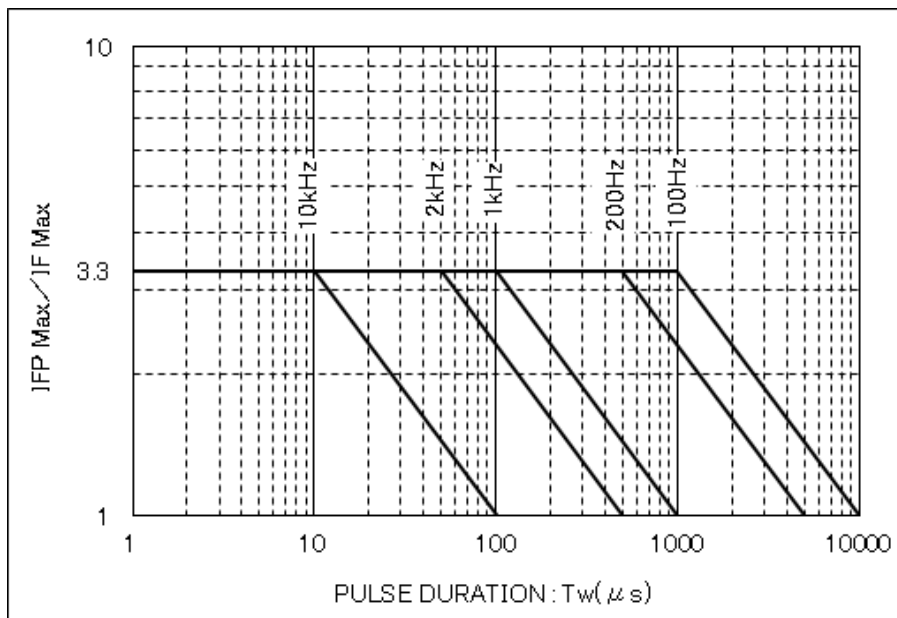 10
10kHz
2kHz
1kHz
200Hz
100Hz
3.3
IFP Max／IF Max
1
1
10
100
1000
10000
PULSE DURATION : Tw(μs)